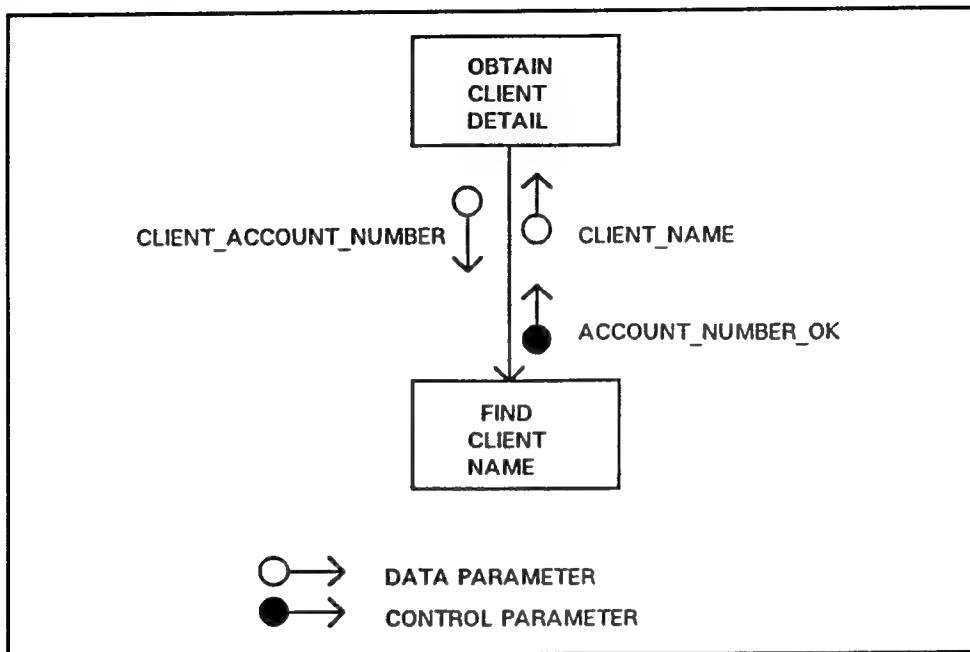 OBTAIN
CLIENT
DETAIL
CLIENT_ACCOUNT_NUMBER
CLIENT_NAME
ACCOUNT_NUMBER_OK
FIND
CLIENT
NAME
DATA PARAMETER
CONTROL PARAMETER